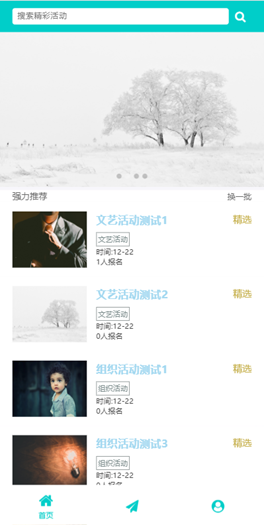 搜索精彩活动
强力推荐 换一批
文艺活动测试1 精选
文艺活动
时间:12-22
1人报名
文艺活动测试2 精选
文艺活动
时间:12-22
0人报名
组织活动测试1 精选
组织活动
时间:12-22
0人报名
组织活动测试3 精选
组织活动
时间:12-22
0人报名
首页